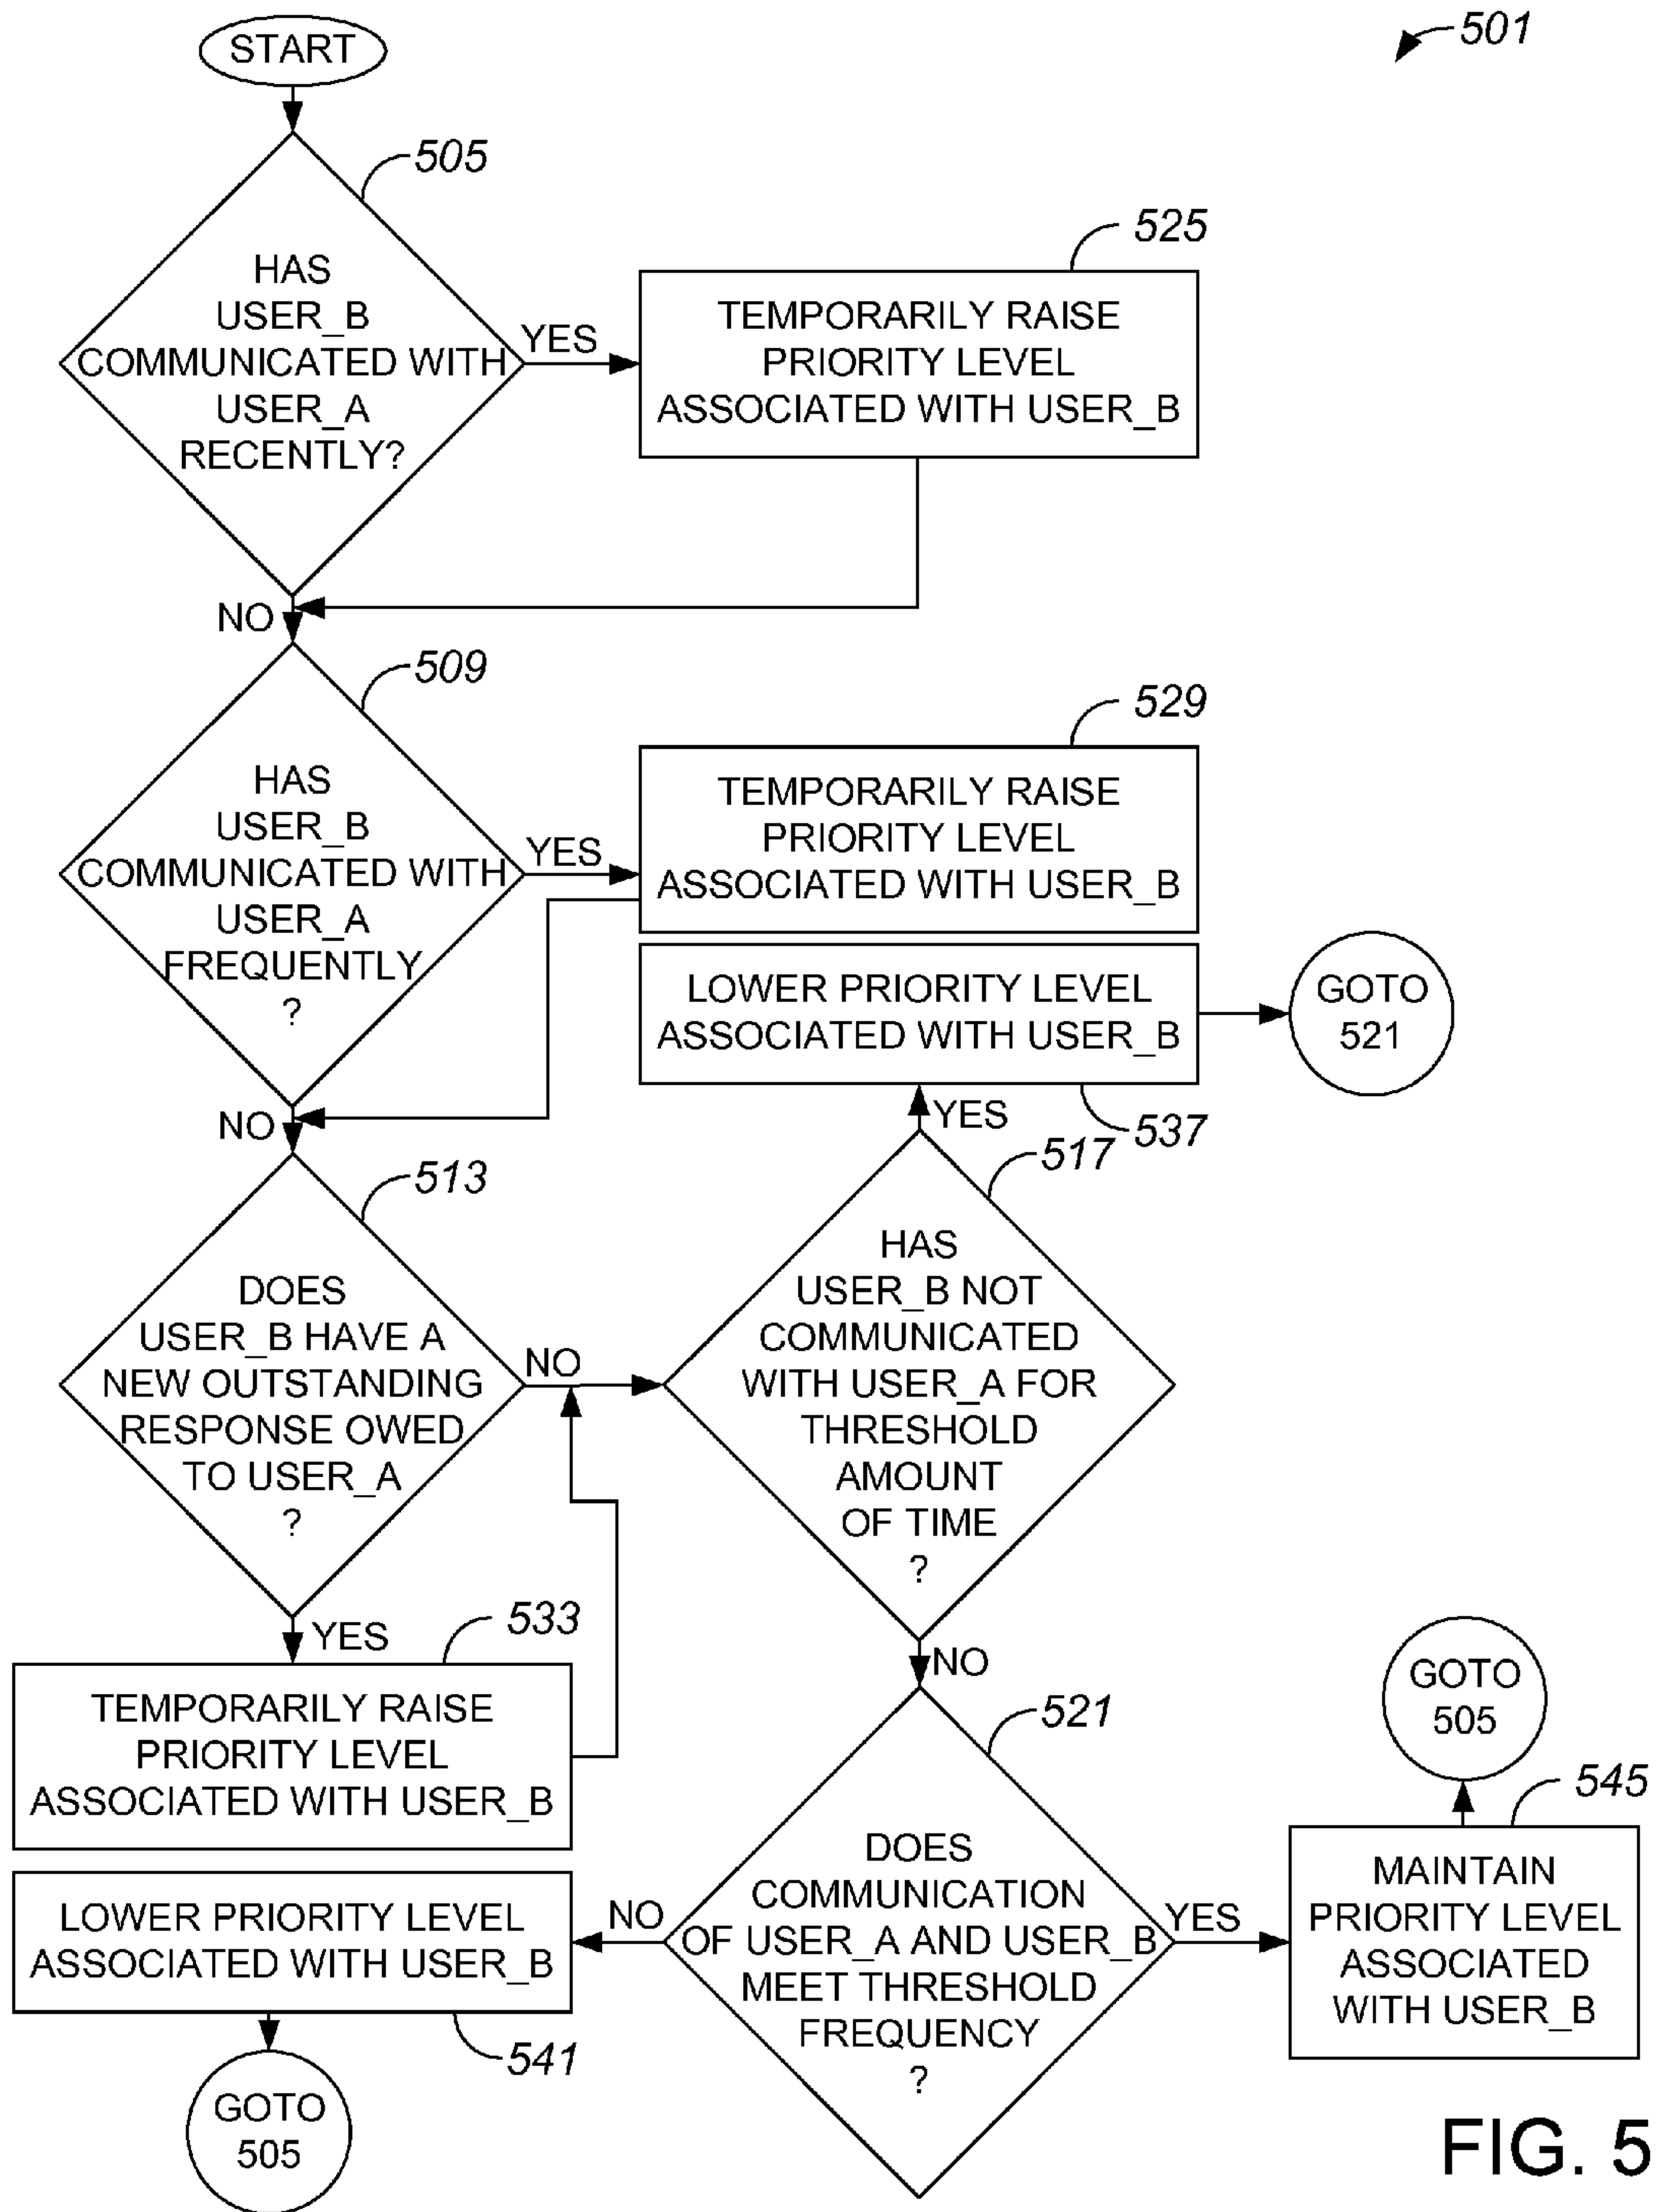 501
START
505
HAS
USER_B
COMMUNICATED WITH
USER_A
RECENTLY?
YES
525
TEMPORARILY RAISE
PRIORITY LEVEL
ASSOCIATED WITH USER_B
NO
509
HAS
USER_B
COMMUNICATED WITH
USER_A
FREQUENTLY
?
YES
529
TEMPORARILY RAISE
PRIORITY LEVEL
ASSOCIATED WITH USER_B
LOWER PRIORITY LEVEL
ASSOCIATED WITH USER_B
537
GOTO
521
NO
513
DOES
USER_B HAVE A
NEW OUTSTANDING
RESPONSE OWED
TO USER_A
?
NO
YES
517
HAS
USER_B NOT
COMMUNICATED
WITH USER_A FOR
THRESHOLD
AMOUNT
OF TIME
?
YES
533
TEMPORARILY RAISE
PRIORITY LEVEL
ASSOCIATED WITH USER_B
NO
521
DOES
COMMUNICATION
OF USER_A AND USER_B
MEET THRESHOLD
FREQUENCY
?
NO
LOWER PRIORITY LEVEL
ASSOCIATED WITH USER_B
541
GOTO
505
YES
545
MAINTAIN
PRIORITY LEVEL
ASSOCIATED
WITH USER_B
GOTO
505
FIG. 5